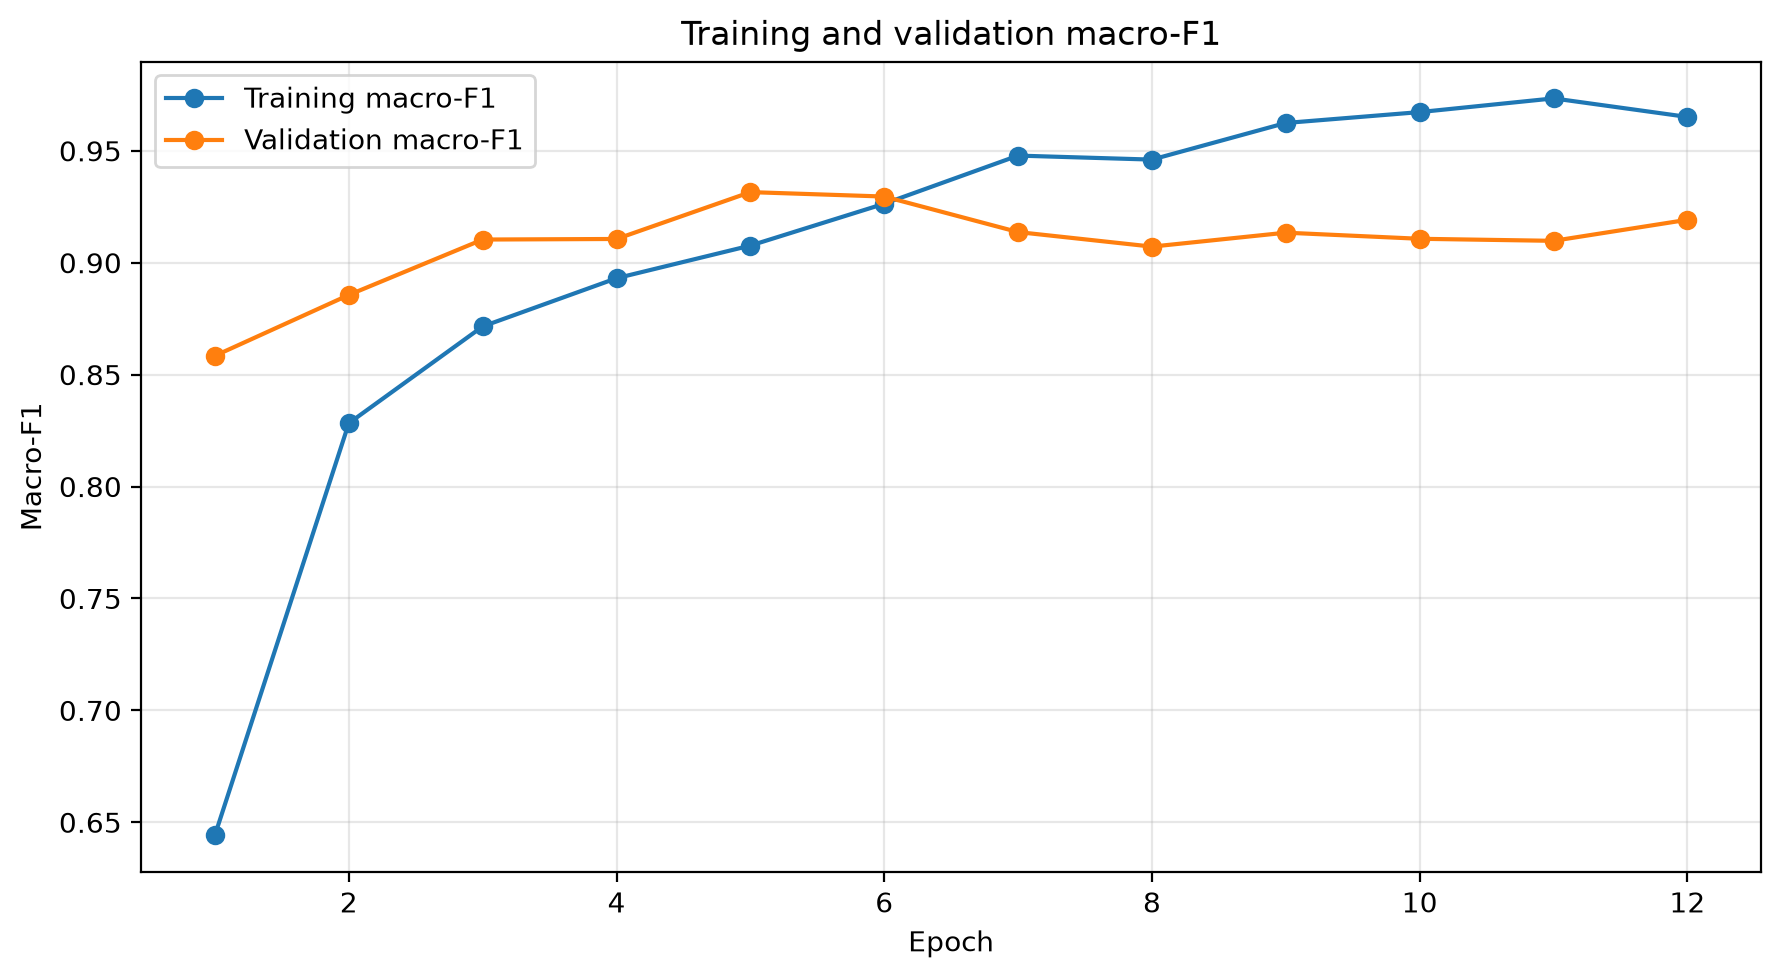 Training and validation macro-F1
Training macro-F1
Validation macro-F1
0.95
0.90
0.85
0.80
0.75
0.70
0.65
Macro-F1
2 4 6 8 10 12
Epoch